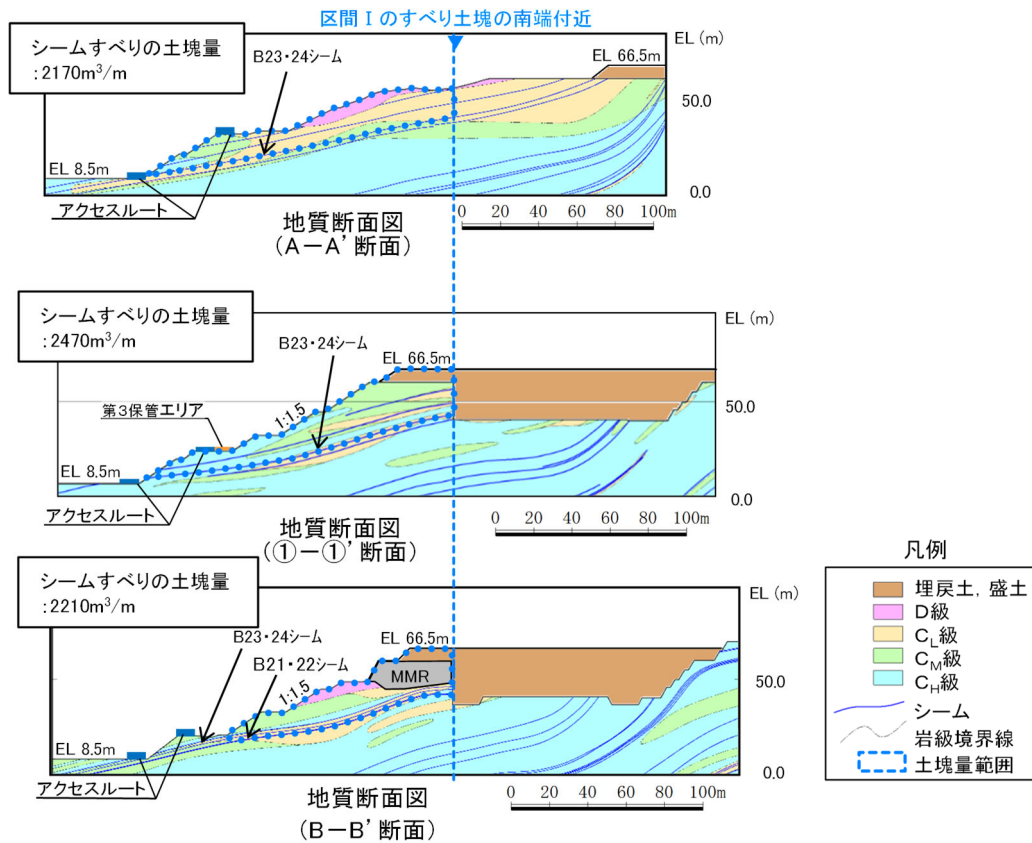 区間Ⅰのすべり土塊の南端付近
シームすべりの土塊量
:2170m³/m
B23・24シーム
EL 66.5m
EL (m)
50.0
0.0
EL 8.5m
アクセスルート
地質断面図
(A-A' 断面)
0 20 40 60 80 100m
シームすべりの土塊量
:2470m³/m
B23・24シーム
EL 66.5m
EL (m)
第3保管エリア
1:1.5
50.0
0.0
EL 8.5m
アクセスルート
地質断面図
(①-①' 断面)
0 20 40 60 80 100m
シームすべりの土塊量
:2210m³/m
B23・24シーム
B21・22シーム
EL 66.5m
EL (m)
MMR
1:1.5
50.0
0.0
EL 8.5m
アクセスルート
地質断面図
(B-B' 断面)
0 20 40 60 80 100m
凡例
埋戻土, 盛土
D級
CL級
CM級
CH級
シーム
岩級境界線
土塊量範囲